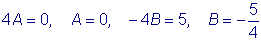 4A = 0,   A = 0,   -4B = 5,   B = -5/4